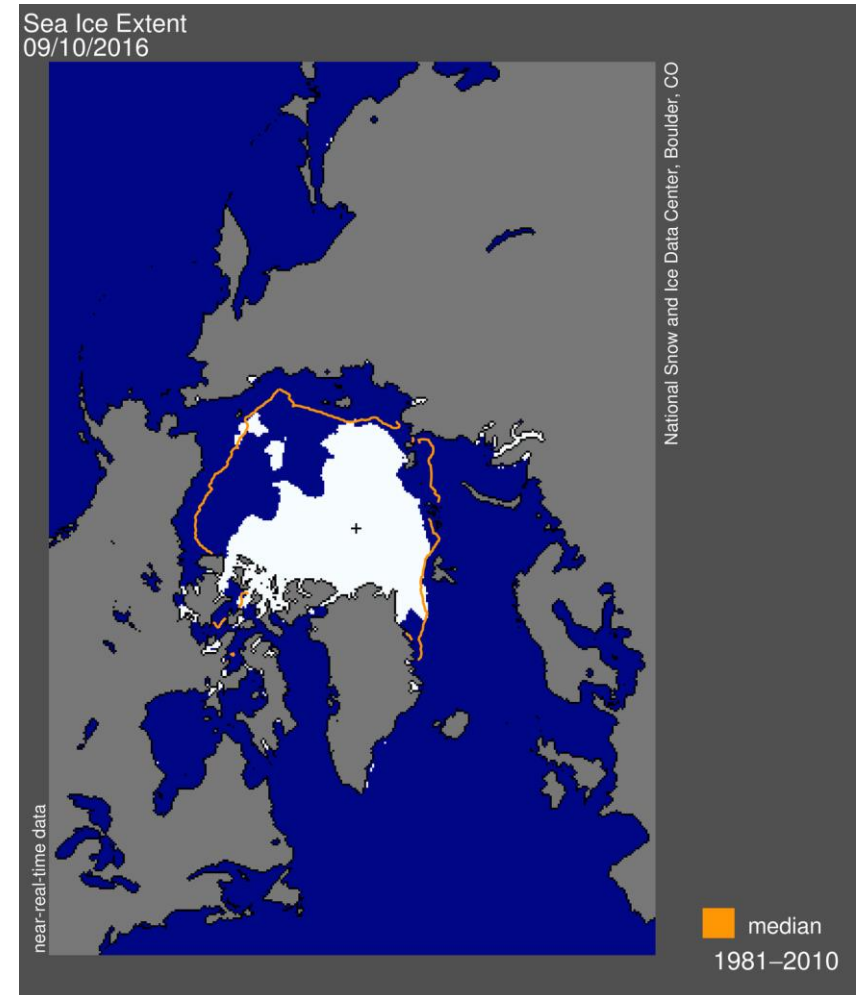 Sea Ice Extent
09/10/2016
National Snow and Ice Data Center, Boulder, CO
near-real-time data
median
1981–2010